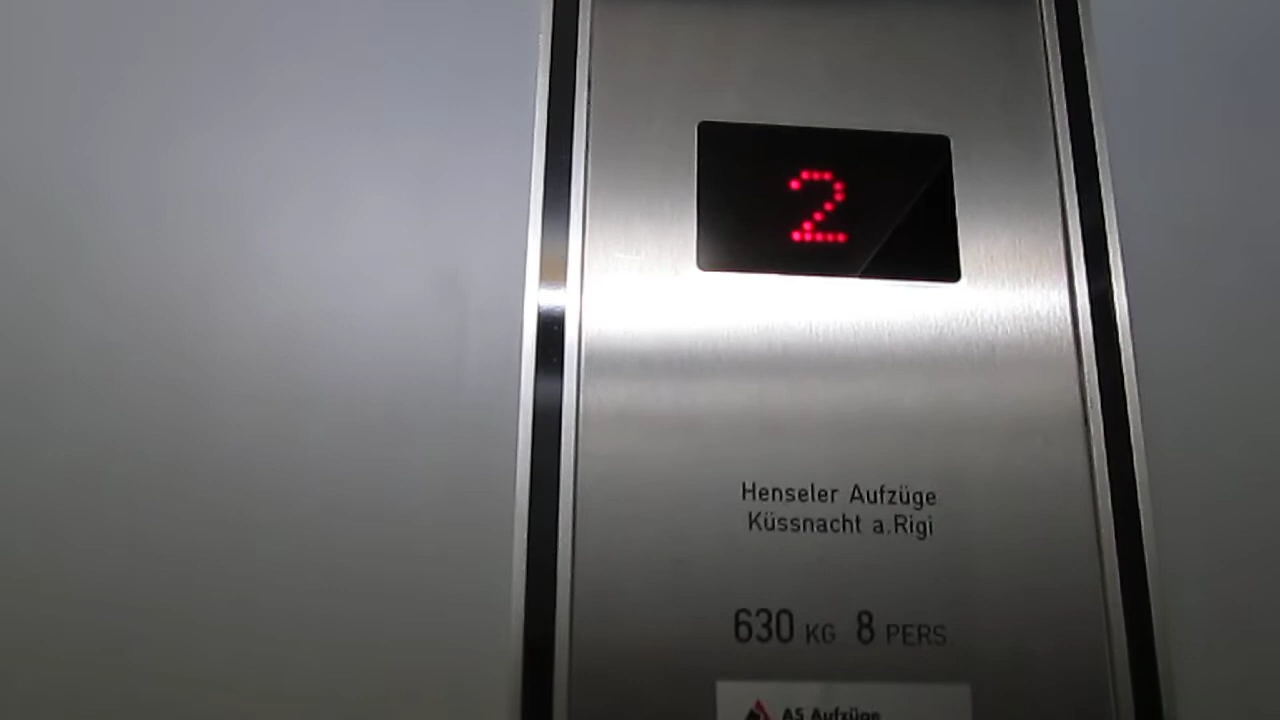 2
Henseler Aufzüge
Küssnacht a.Rigi
630 KG 8 PERS
AS Aufzüge